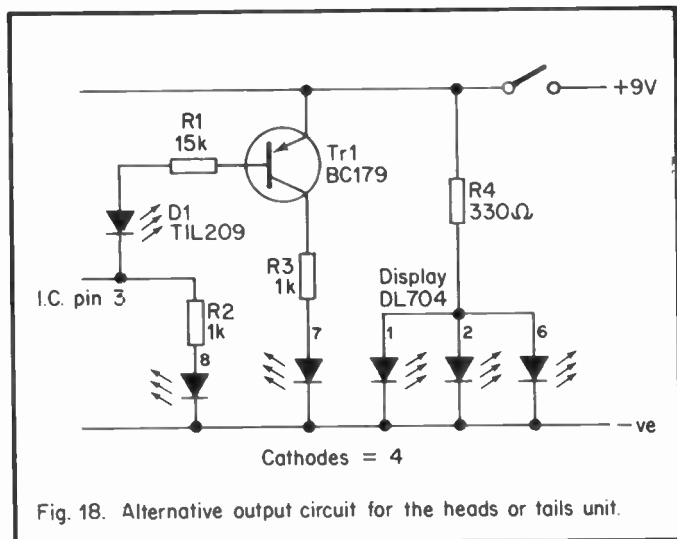 +9V
R1
15k
Tr1
BC179
R4
330Ω
D1
TIL209
R3
1k
Display
DL704
I.C. pin 3
R2
1k
8
7
1
2
6
-ve
Cathodes = 4
Fig. 18. Alternative output circuit for the heads or tails unit.